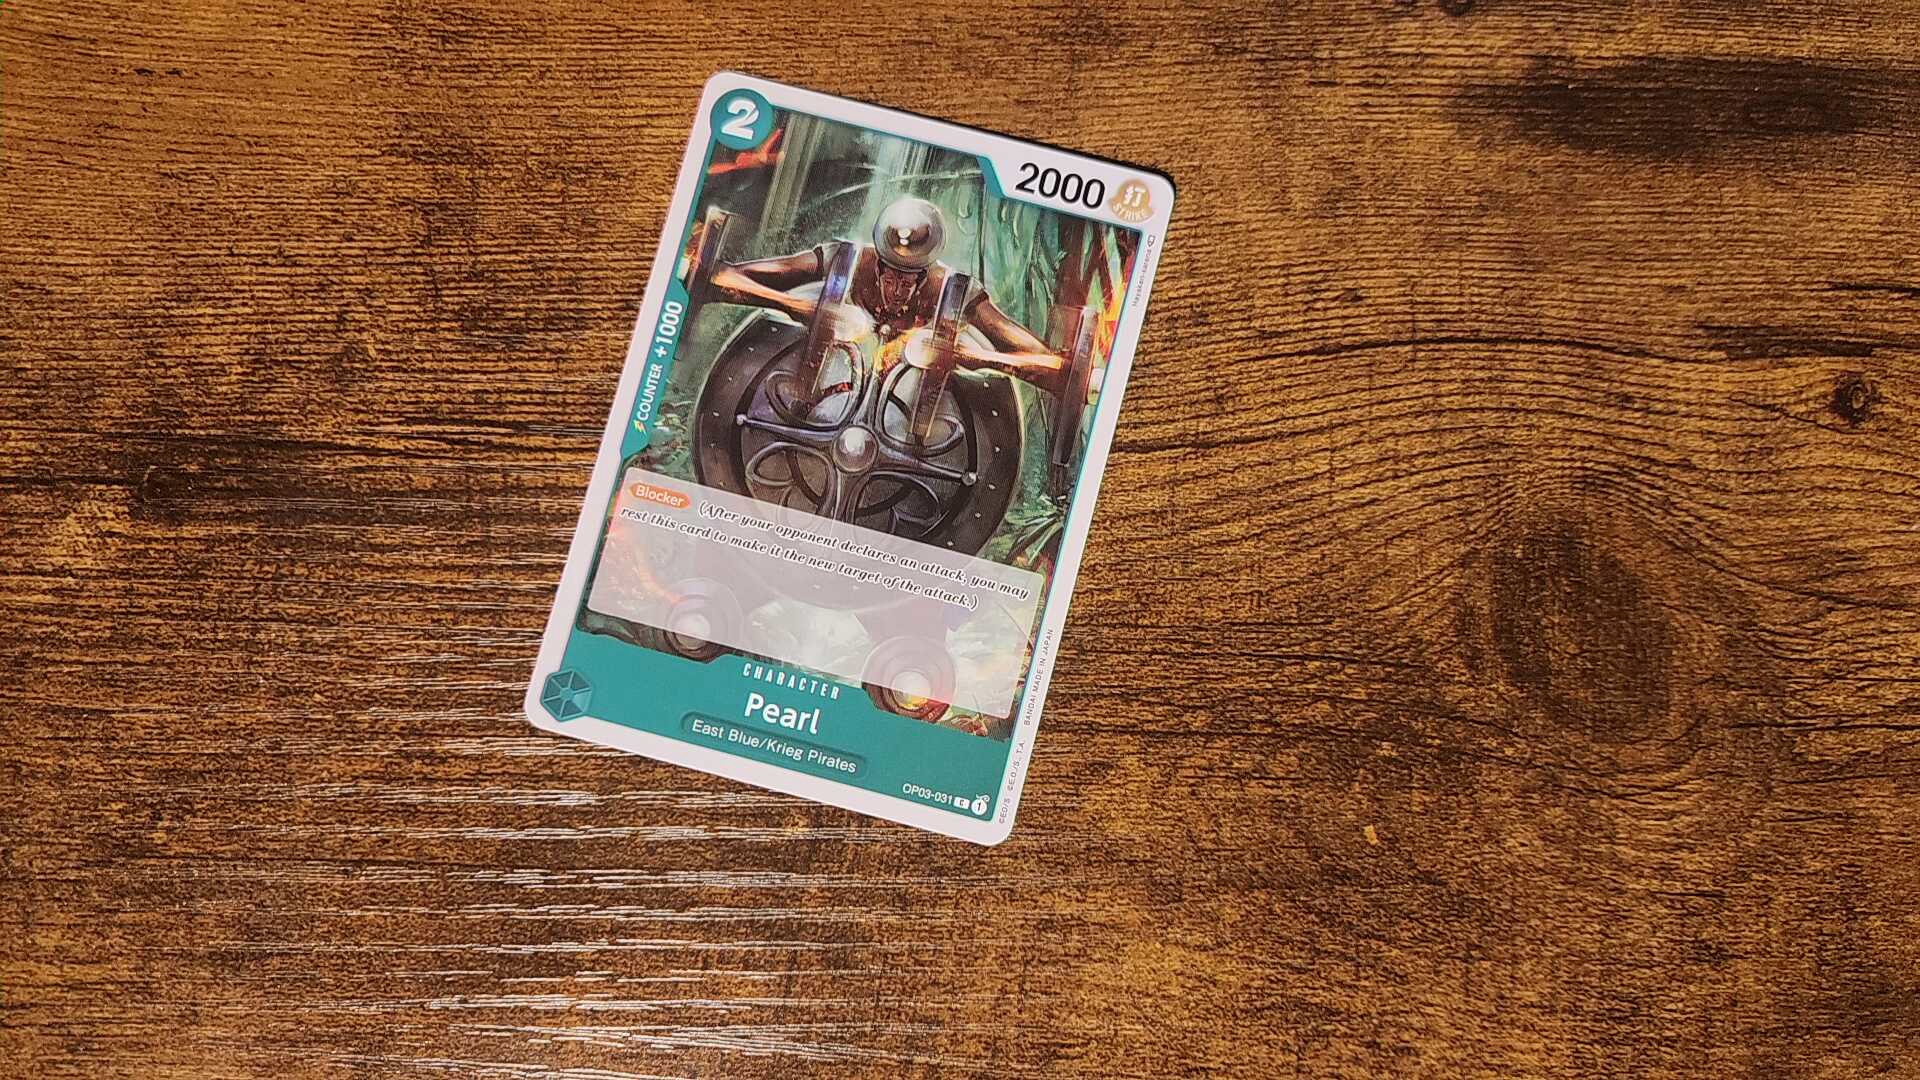 2
2000
打
STRIKE
COUNTER +1000
Blocker (After your opponent declares an attack, you may
rest this card to make it the new target of the attack.)
CHARACTER
Pearl
East Blue/Krieg Pirates
OP03-031 C 1
©E.O./S. ©E.O./S., T.A. BANDAI MADE IN JAPAN